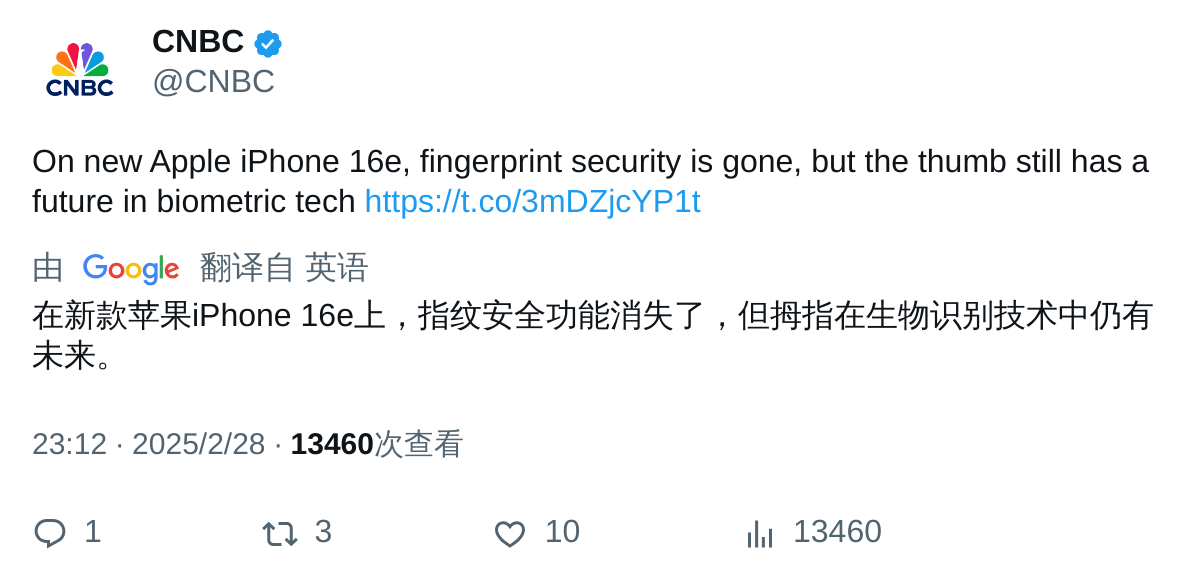 CNBC
CNBC
@CNBC
On new Apple iPhone 16e, fingerprint security is gone, but the thumb still has a
future in biometric tech https://t.co/3mDZjcYP1t
由 Google 翻译自 英语
在新款苹果iPhone 16e上，指纹安全功能消失了，但拇指在生物识别技术中仍有
未来。
23:12 · 2025/2/28 · 13460次查看
1 3 10 13460